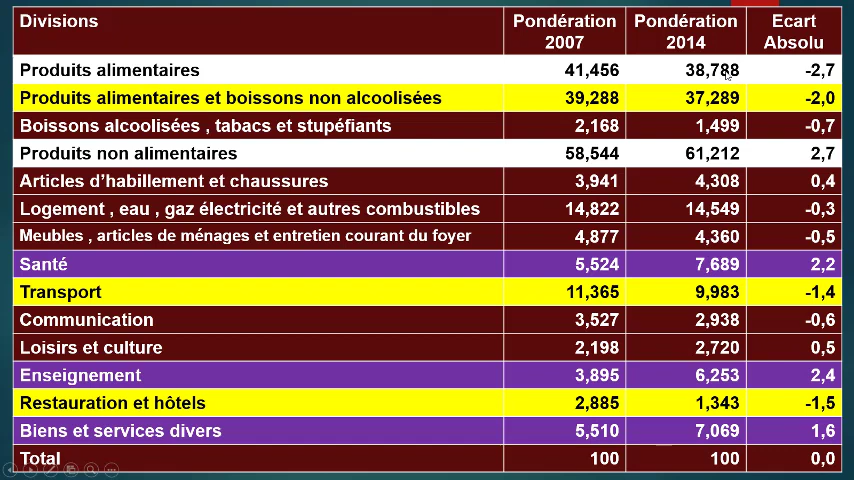 Divisions Pondération 2007 Pondération 2014 Ecart Absolu
Produits alimentaires 41,456 38,788 -2,7
Produits alimentaires et boissons non alcoolisées 39,288 37,289 -2,0
Boissons alcoolisées , tabacs et stupéfiants 2,168 1,499 -0,7
Produits non alimentaires 58,544 61,212 2,7
Articles d’habillement et chaussures 3,941 4,308 0,4
Logement , eau , gaz électricité et autres combustibles 14,822 14,549 -0,3
Meubles , articles de ménages et entretien courant du foyer 4,877 4,360 -0,5
Santé 5,524 7,689 2,2
Transport 11,365 9,983 -1,4
Communication 3,527 2,938 -0,6
Loisirs et culture 2,198 2,720 0,5
Enseignement 3,895 6,253 2,4
Restauration et hôtels 2,885 1,343 -1,5
Biens et services divers 5,510 7,069 1,6
Total 100 100 0,0